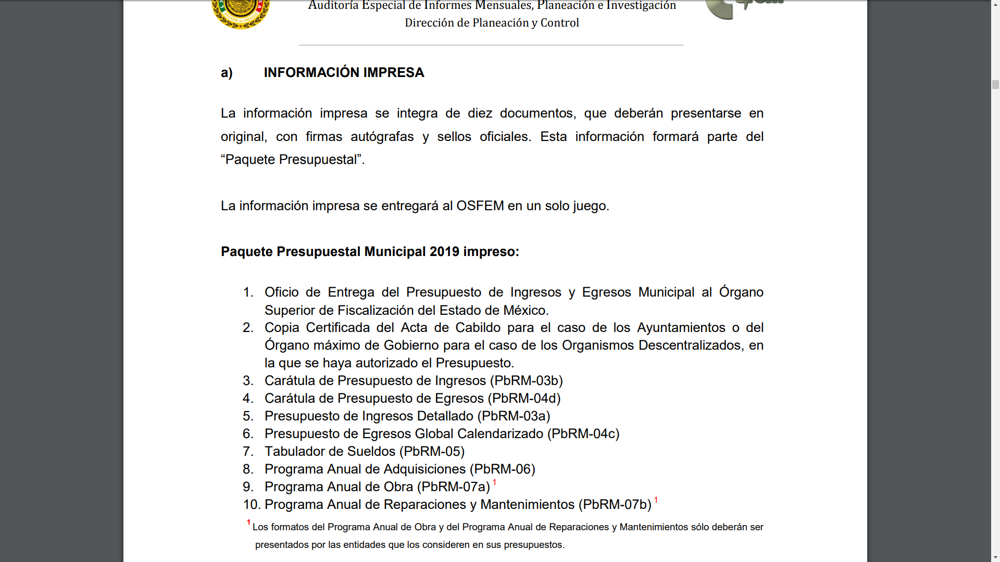 Auditoría Especial de Informes Mensuales, Planeación e Investigación
Dirección de Planeación y Control
ESTADO DE MÉXICO
a) INFORMACIÓN IMPRESA
La información impresa se integra de diez documentos, que deberán presentarse en
original, con firmas autógrafas y sellos oficiales. Esta información formará parte del
“Paquete Presupuestal”.
La información impresa se entregará al OSFEM en un solo juego.
Paquete Presupuestal Municipal 2019 impreso:
1. Oficio de Entrega del Presupuesto de Ingresos y Egresos Municipal al Órgano
Superior de Fiscalización del Estado de México.
2. Copia Certificada del Acta de Cabildo para el caso de los Ayuntamientos o del
Órgano máximo de Gobierno para el caso de los Organismos Descentralizados, en
la que se haya autorizado el Presupuesto.
3. Carátula de Presupuesto de Ingresos (PbRM-03b)
4. Carátula de Presupuesto de Egresos (PbRM-04d)
5. Presupuesto de Ingresos Detallado (PbRM-03a)
6. Presupuesto de Egresos Global Calendarizado (PbRM-04c)
7. Tabulador de Sueldos (PbRM-05)
8. Programa Anual de Adquisiciones (PbRM-06)
9. Programa Anual de Obra (PbRM-07a) 1
10. Programa Anual de Reparaciones y Mantenimientos (PbRM-07b) 1
1 Los formatos del Programa Anual de Obra y del Programa Anual de Reparaciones y Mantenimientos sólo deberán ser
presentados por las entidades que los consideren en sus presupuestos.